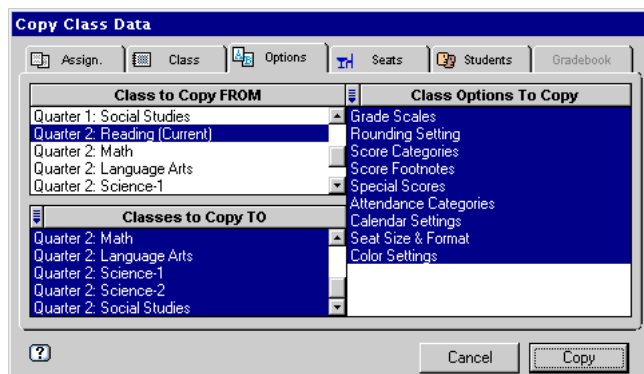 Copy Class Data
Assign. Class Options Seats Students Gradebook
Class to Copy FROM
Quarter 1: Social Studies
Quarter 2: Reading (Current)
Quarter 2: Math
Quarter 2: Language Arts
Quarter 2: Science-1
Classes to Copy TO
Quarter 2: Math
Quarter 2: Language Arts
Quarter 2: Science-1
Quarter 2: Science-2
Quarter 2: Social Studies
Class Options To Copy
Grade Scales
Rounding Setting
Score Categories
Score Footnotes
Special Scores
Attendance Categories
Calendar Settings
Seat Size & Format
Color Settings
? Cancel Copy